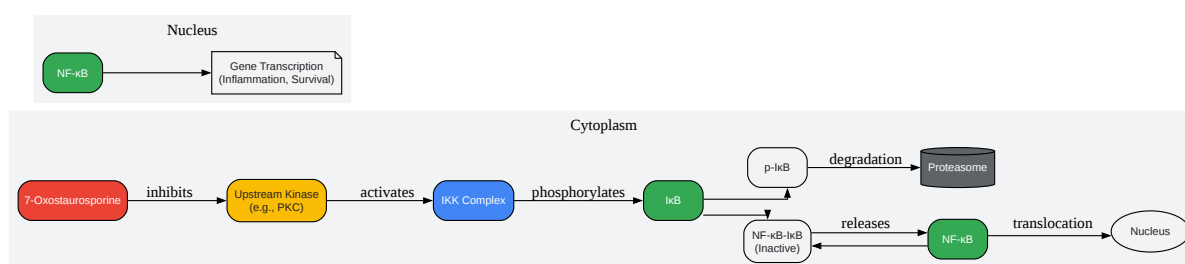 Nucleus
NF-κB
Gene Transcription
(Inflammation, Survival)
Cytoplasm
7-Oxostaurosporine
inhibits
Upstream Kinase
(e.g., PKC)
activates
IKK Complex
phosphorylates
IκB
p-IκB
degradation
Proteasome
NF-κB-IκB
(Inactive)
releases
NF-κB
translocation
Nucleus